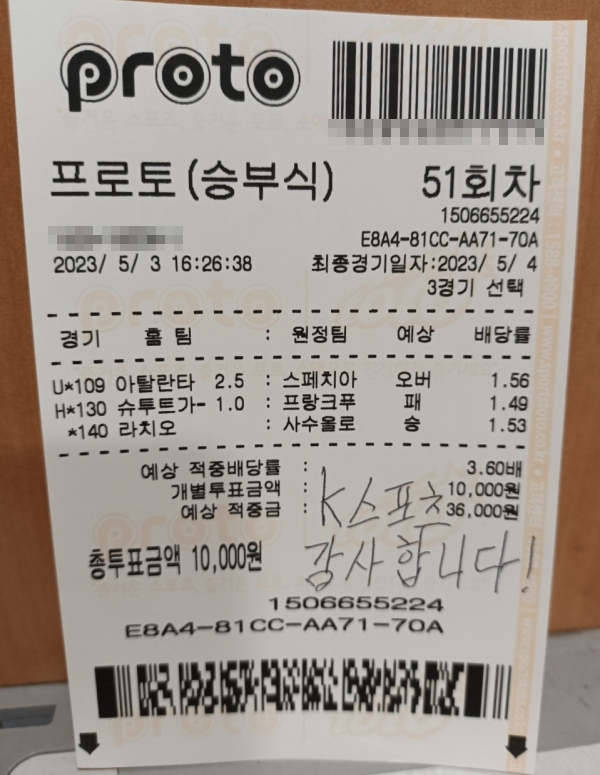 proto
프로토(승부식) 51회차
1506655224
E8A4-81CC-AA71-70A
2023/ 5/ 3 16:26:38 최종경기일자:2023/ 5/ 4
3경기 선택
경기 홈 팀 : 원정팀 예상 배당률
U*109 아탈란타 2.5 : 스페치아 오버 1.56
H*130 슈투트가- 1.0 : 프랑크푸 패 1.49
*140 라치오 : 사수올로 승 1.53
예상 적중배당률 : 3.60배
개별투표금액 : 10,000원
예상 적중금 : 36,000원
K스포츠
감사합니다!
총투표금액 10,000원
1506655224
E8A4-81CC-AA71-70A